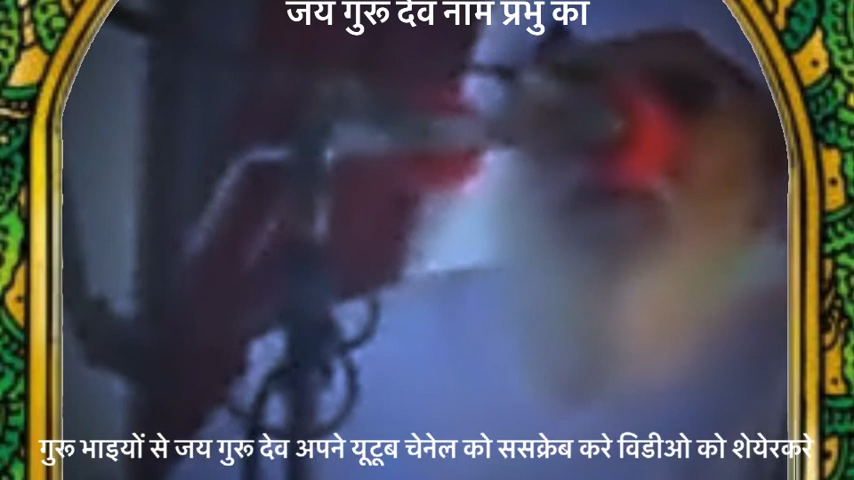 जय गुरू देव नाम प्रभु का
गुरू भाइयों से जय गुरू देव अपने यूटूब चेनेल को ससक्रेब करे विडीओ को शेयेरकरे